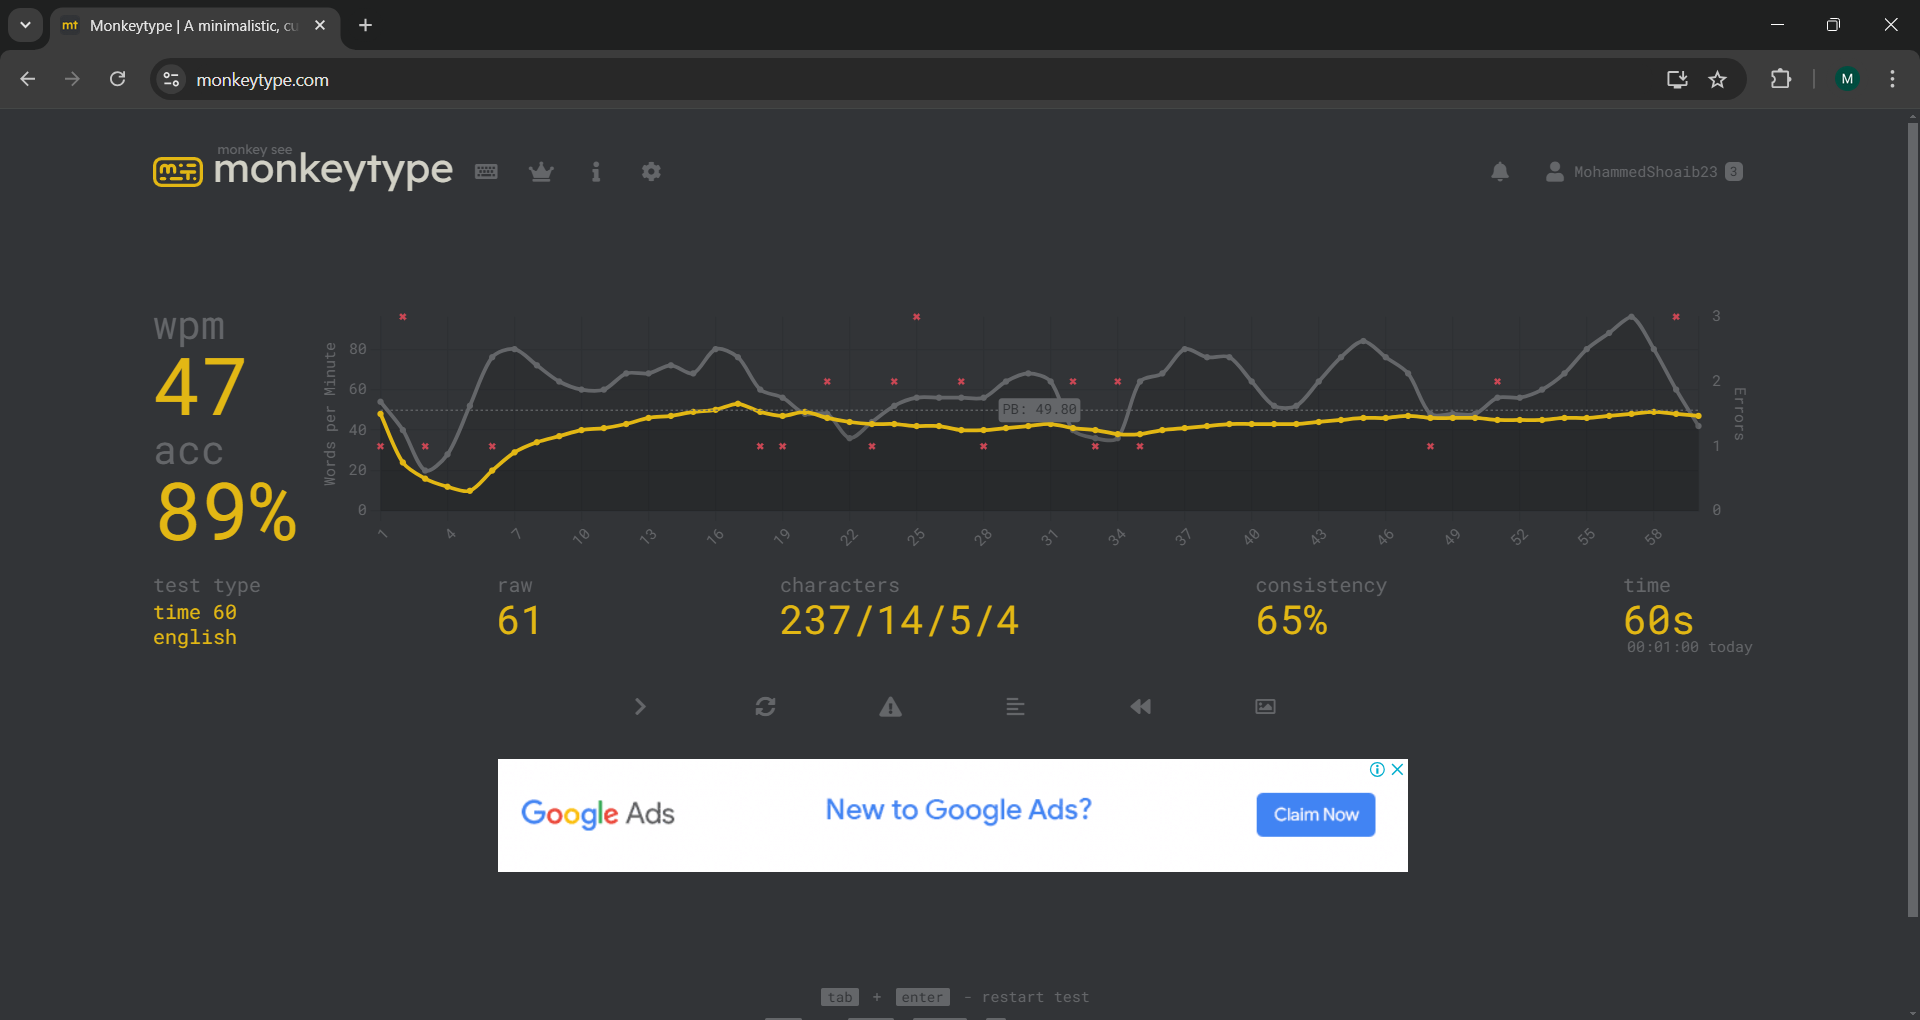 mt Monkeytype | A minimalistic, cu
monkeytype.com
M
monkey see
monkeytype
MohammedShoaib23 3
wpm
47
acc
89%
Words per Minute
80
60
40
20
0
PB: 49.80
3
2
1
0
Errors
1 4 7 10 13 16 19 22 25 28 31 34 37 40 43 46 49 52 55 58
test type
time 60
english
raw
61
characters
237/14/5/4
consistency
65%
time
60s
00:01:00 today
Google Ads
New to Google Ads?
Claim Now
tab + enter - restart test